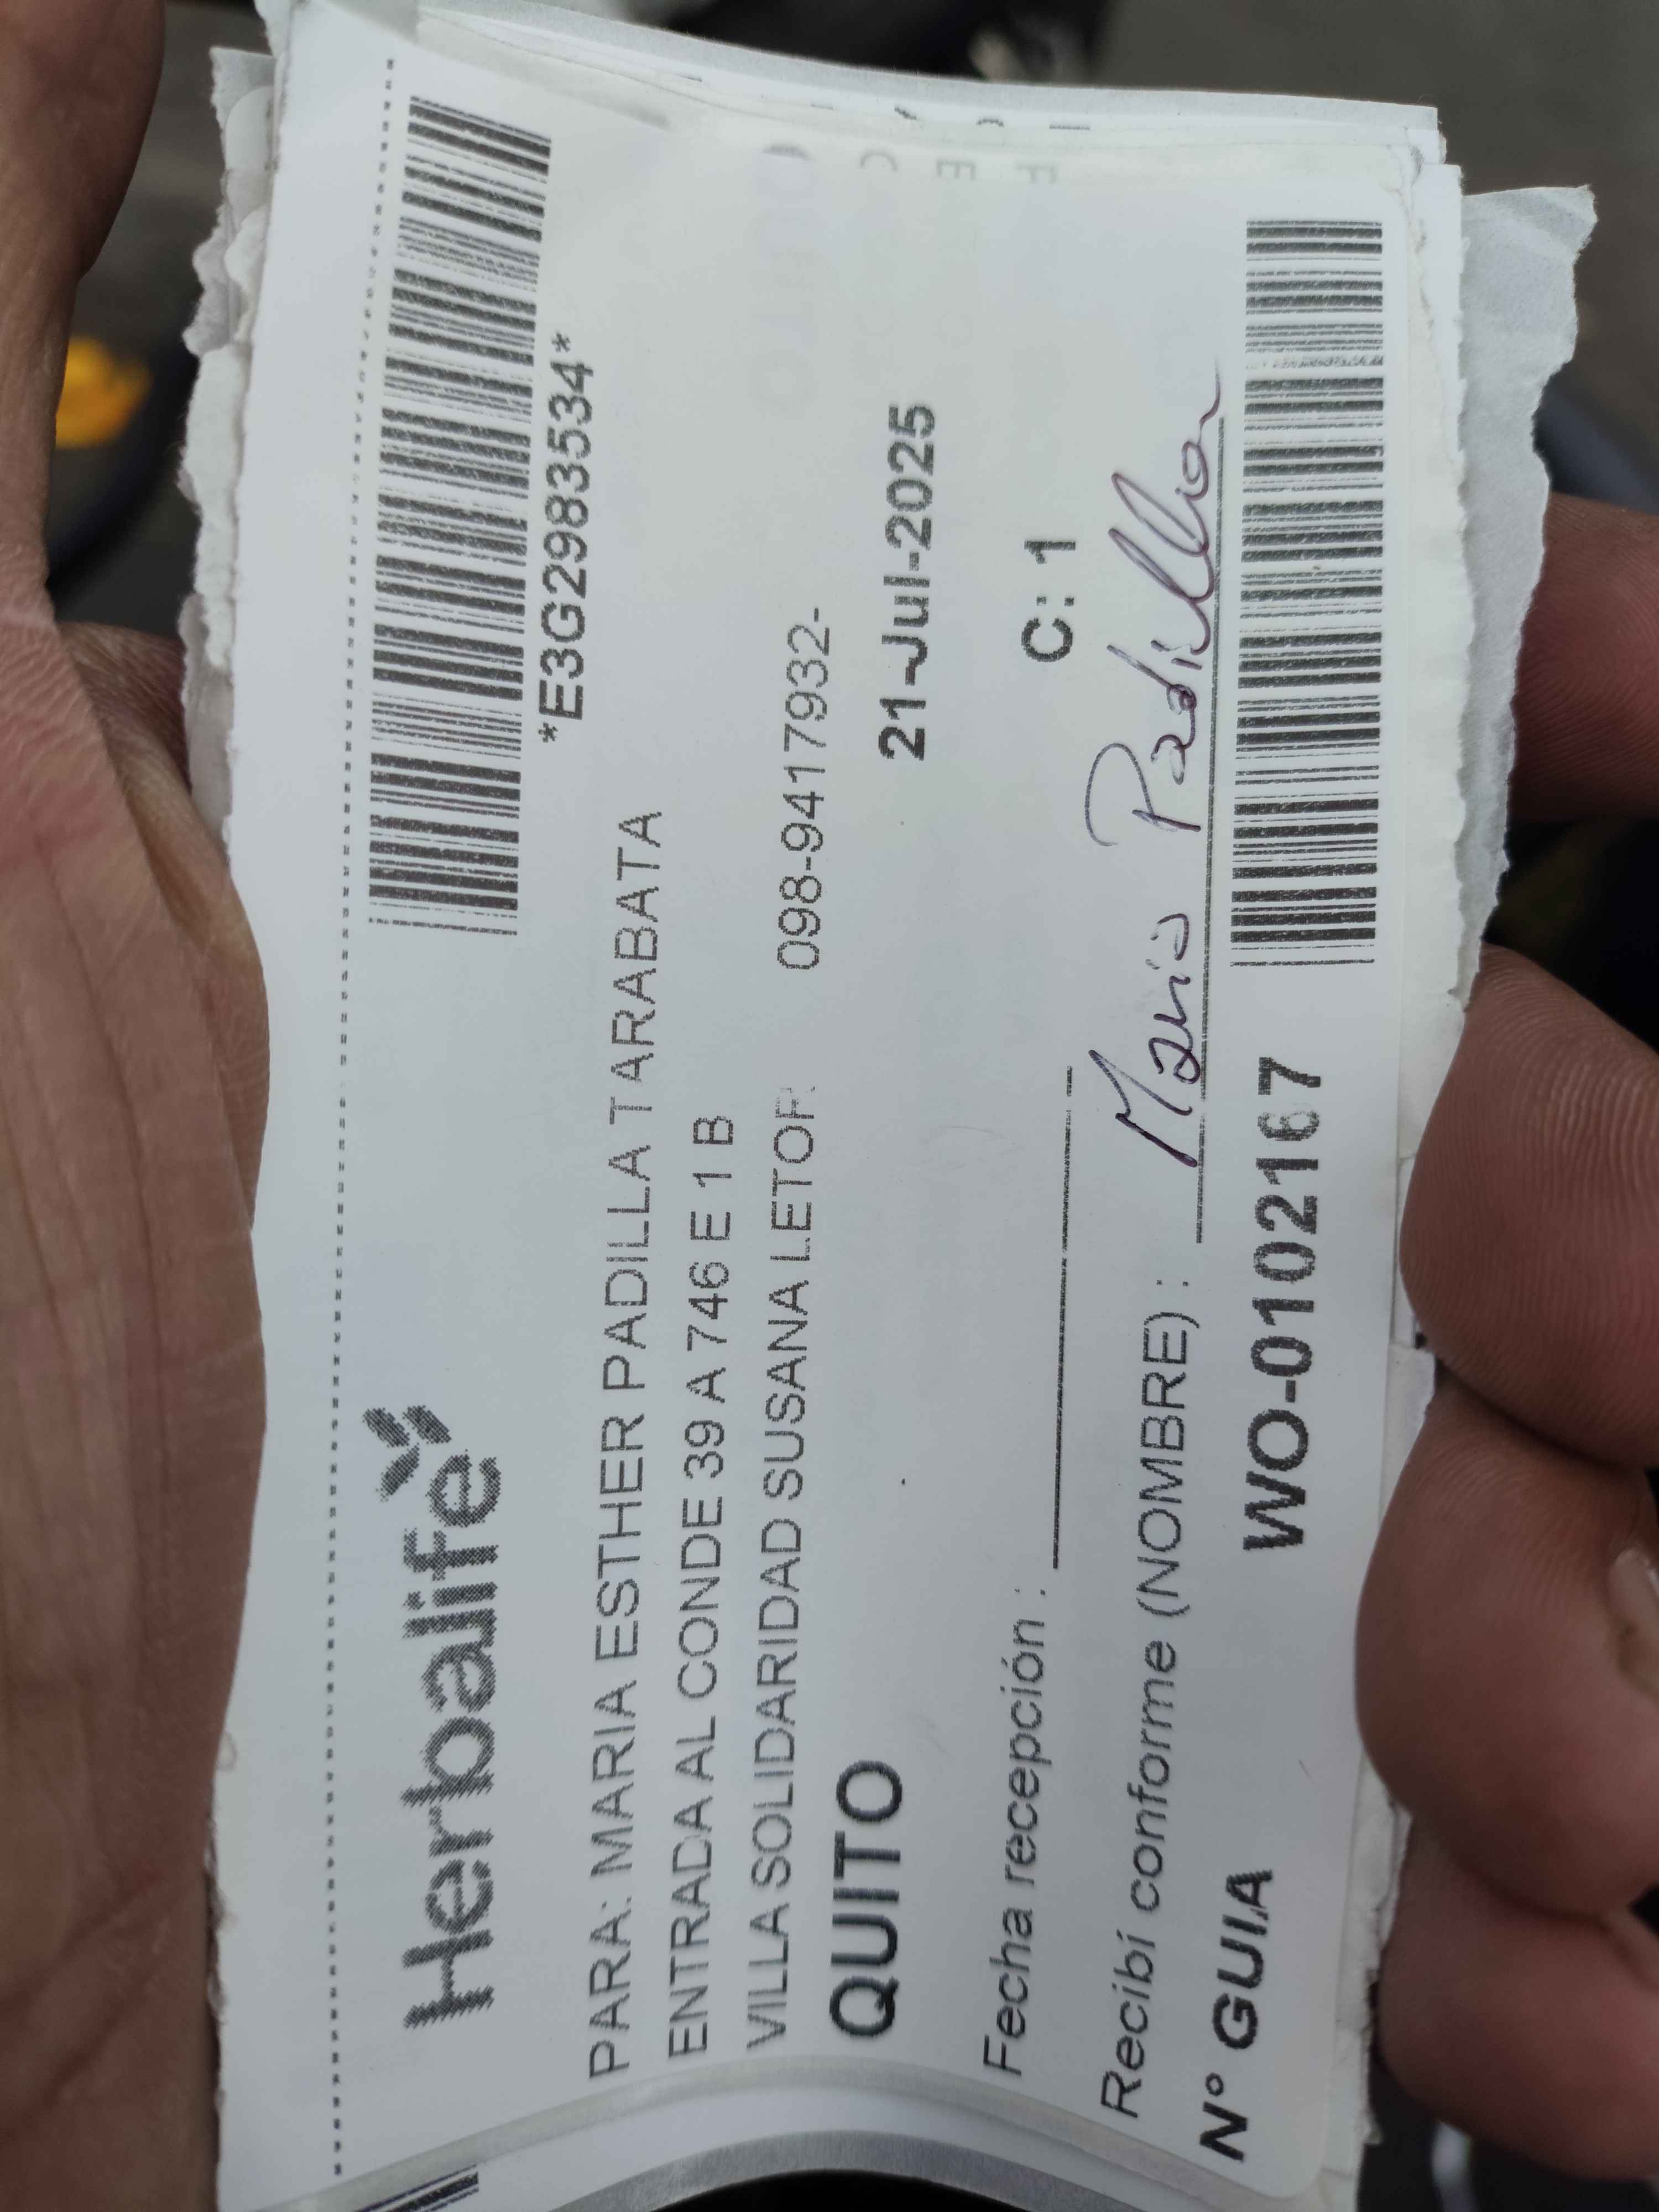 Herbalife
*E3G2983534*
PARA: MARIA ESTHER PADILLA TARABATA
ENTRADA AL CONDE 39 A 746 E 1 B
VILLA SOLIDARIDAD SUSANA LETOR 098-9417932-
QUITO 21-Jul-2025
Fecha recepción : C: 1
Recibí conforme (NOMBRE) : Maria Padilla
N° GUIA WO-0102167